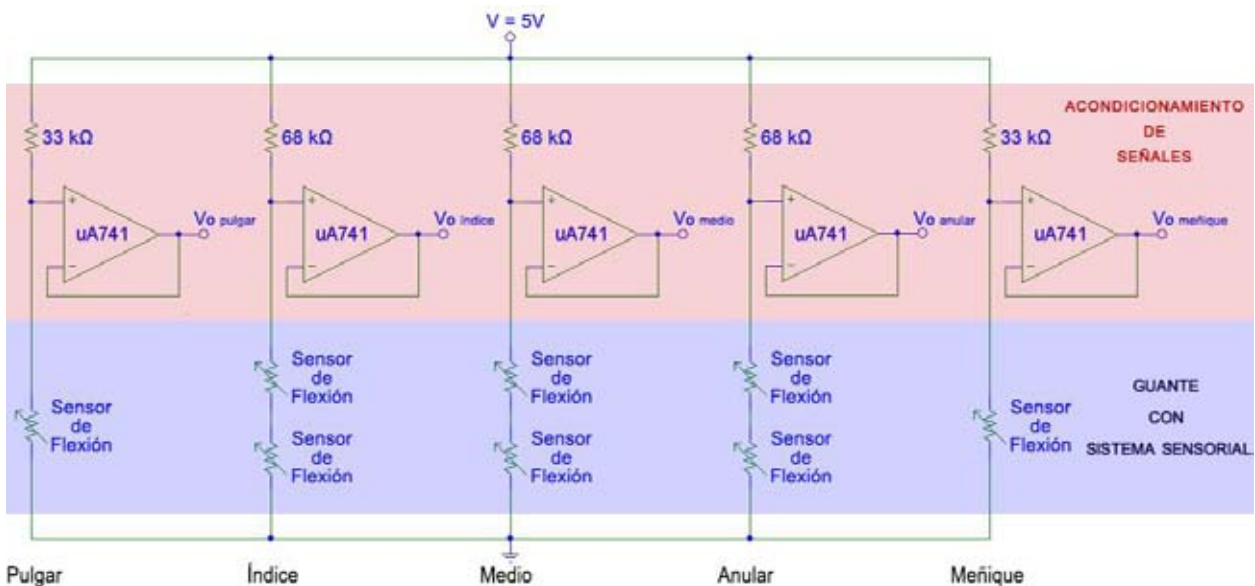 V = 5V
33 kΩ
68 kΩ
68 kΩ
68 kΩ
33 kΩ
ACONDICIONAMIENTO
DE
SEÑALES
+
uA741
−
Vo pulgar
+
uA741
−
Vo índice
+
uA741
−
Vo medio
+
uA741
−
Vo anular
+
uA741
−
Vo meñique
Sensor
de
Flexión
Sensor
de
Flexión
Sensor
de
Flexión
Sensor
de
Flexión
Sensor
de
Flexión
Sensor
de
Flexión
Sensor
de
Flexión
Sensor
de
Flexión
GUANTE
CON
SISTEMA SENSORIAL
Pulgar
Índice
Medio
Anular
Meñique